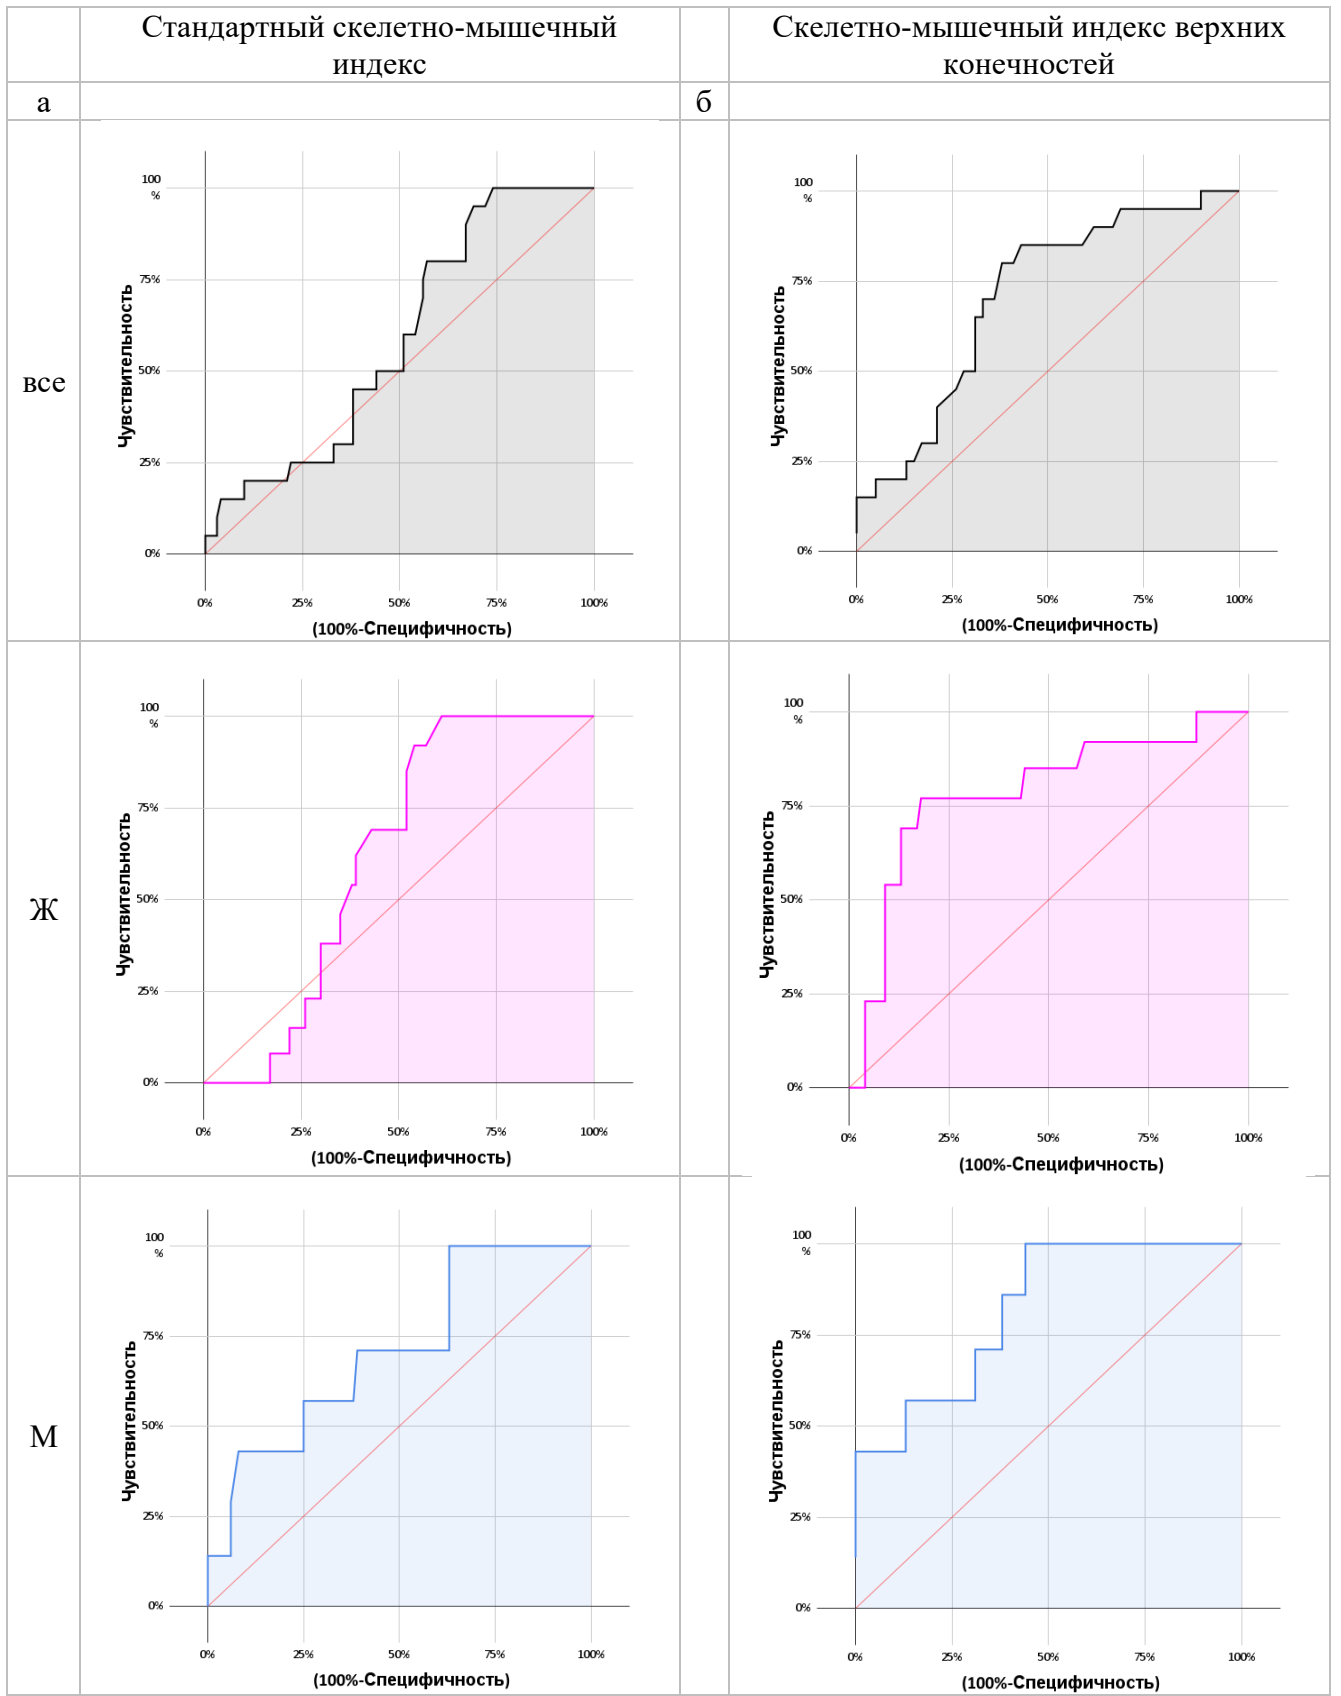 Стандартный скелетно-мышечный
индекс
Скелетно-мышечный индекс верхних
конечностей
а
б
все
100
%
75%
50%
25%
0%
Чувствительность
0% 25% 50% 75% 100%
(100%-Специфичность)
100
%
75%
50%
25%
0%
Чувствительность
0% 25% 50% 75% 100%
(100%-Специфичность)
Ж
100
%
75%
50%
25%
0%
Чувствительность
0% 25% 50% 75% 100%
(100%-Специфичность)
100
%
75%
50%
25%
0%
Чувствительность
0% 25% 50% 75% 100%
(100%-Специфичность)
М
100
%
75%
50%
25%
0%
Чувствительность
0% 25% 50% 75% 100%
(100%-Специфичность)
100
%
75%
50%
25%
0%
Чувствительность
0% 25% 50% 75% 100%
(100%-Специфичность)